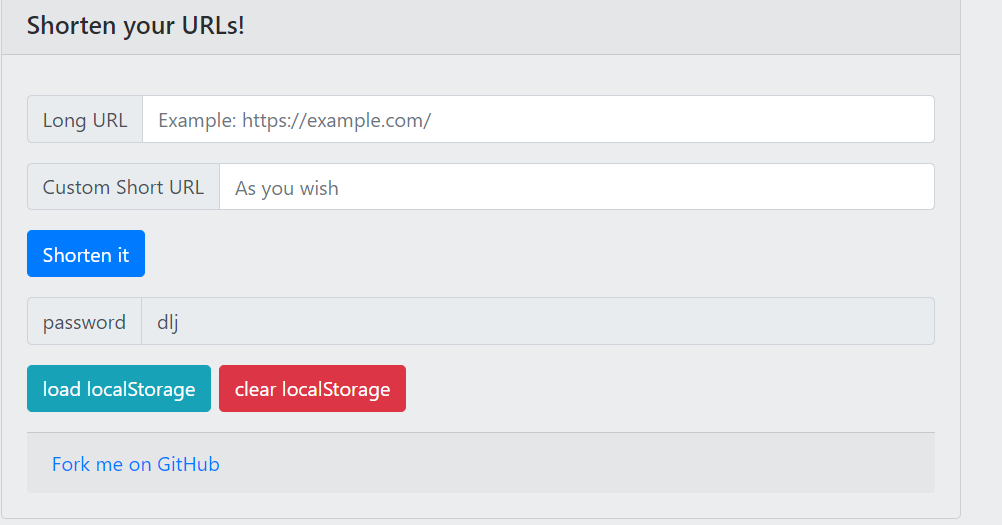 Shorten your URLs!
Long URL Example: https://example.com/
Custom Short URL As you wish
Shorten it
password dlj
load localStorage clear localStorage
Fork me on GitHub